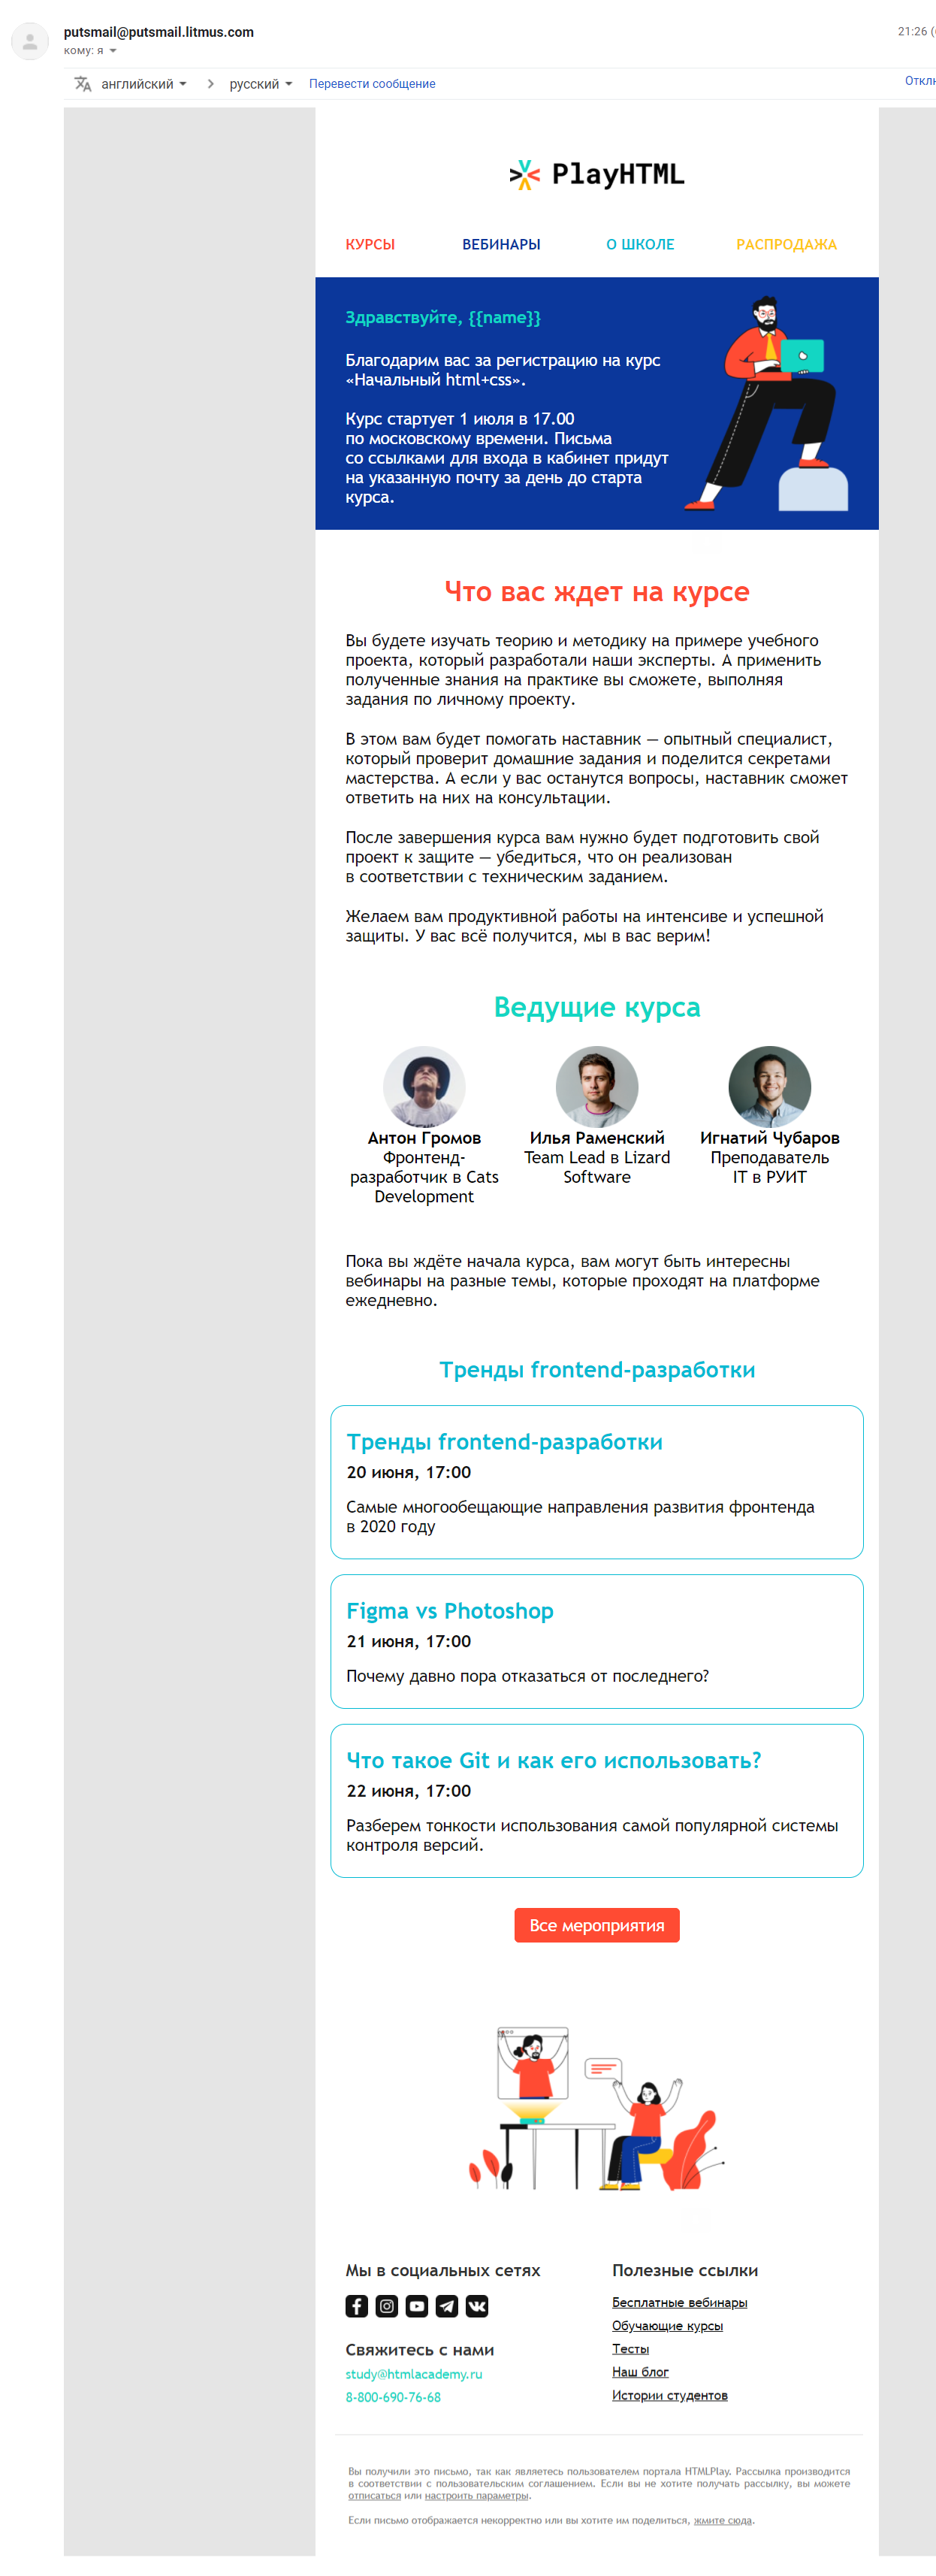 putsmail@putsmail.litmus.com
21:26
кому: я
английский
русский
Перевести сообщение
PlayHTML
КУРСЫ
ВЕБИНАРЫ
О ШКОЛЕ
РАСПРОДАЖА
Здравствуйте, {{name}}
Благодарим вас за регистрацию на курс
«Начальный html+css».
Курс стартует 1 июля в 17.00
по московскому времени. Письма
со ссылками для входа в кабинет придут
на указанную почту за день до старта
курса.
Что вас ждет на курсе
Вы будете изучать теорию и методику на примере учебного
проекта, который разработали наши эксперты. А применить
полученные знания на практике вы сможете, выполняя
задания по личному проекту.
В этом вам будет помогать наставник — опытный специалист,
который проверит домашние задания и поделится секретами
мастерства. А если у вас останутся вопросы, наставник сможет
ответить на них на консультации.
После завершения курса вам нужно будет подготовить свой
проект к защите — убедиться, что он реализован
в соответствии с техническим заданием.
Желаем вам продуктивной работы на интенсиве и успешной
защиты. У вас всё получится, мы в вас верим!
Ведущие курса
Антон Громов
Фронтенд-
разработчик в Cats
Development
Илья Раменский
Team Lead в Lizard
Software
Игнатий Чубаров
Преподаватель
IT в РУИТ
Пока вы ждёте начала курса, вам могут быть интересны
вебинары на разные темы, которые проходят на платформе
ежедневно.
Тренды frontend-разработки
Тренды frontend-разработки
20 июня, 17:00
Самые многообещающие направления развития фронтенда
в 2020 году
Figma vs Photoshop
21 июня, 17:00
Почему давно пора отказаться от последнего?
Что такое Git и как его использовать?
22 июня, 17:00
Разберем тонкости использования самой популярной системы
контроля версий.
Все мероприятия
Мы в социальных сетях
Свяжитесь с нами
study@htmlacademy.ru
8-800-690-76-68
Полезные ссылки
Бесплатные вебинары
Обучающие курсы
Тесты
Наш блог
Истории студентов
Вы получили это письмо, так как являетесь пользователем портала HTMLPlay. Рассылка производится
в соответствии с пользовательским соглашением. Если вы не хотите получать рассылку, вы можете
отписаться или настроить параметры.
Если письмо отображается некорректно или вы хотите им поделиться, жмите сюда.